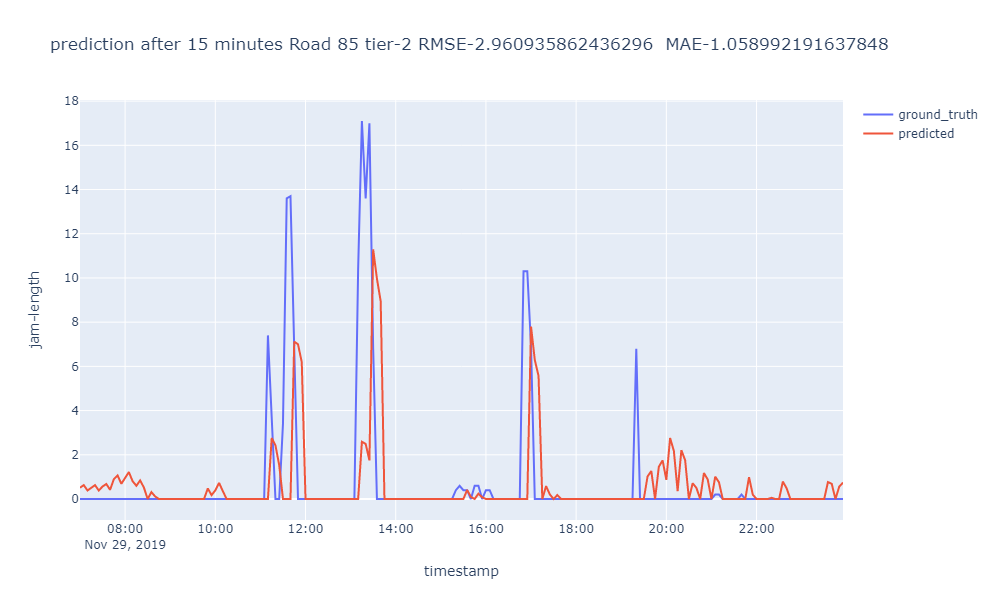 prediction after 15 minutes Road 85 tier-2 RMSE-2.960935862436296  MAE-1.058992191637848
ground_truth
predicted
jam-length
18
16
14
12
10
8
6
4
2
0
08:00 10:00 12:00 14:00 16:00 18:00 20:00 22:00
Nov 29, 2019
timestamp